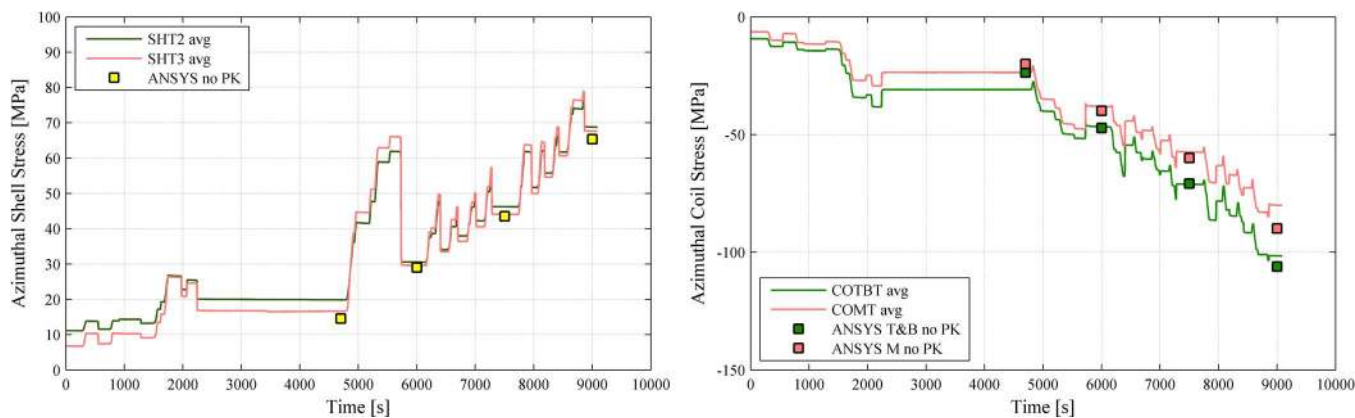 100
90
80
70
60
50
40
30
20
10
0
Azimuthal Shell Stress [MPa]
SHT2 avg
SHT3 avg
ANSYS no PK
0 1000 2000 3000 4000 5000 6000 7000 8000 9000 10000
Time [s]
0
-50
-100
-150
Azimuthal Coil Stress [MPa]
COTBT avg
COMT avg
ANSYS T&B no PK
ANSYS M no PK
0 1000 2000 3000 4000 5000 6000 7000 8000 9000 10000
Time [s]